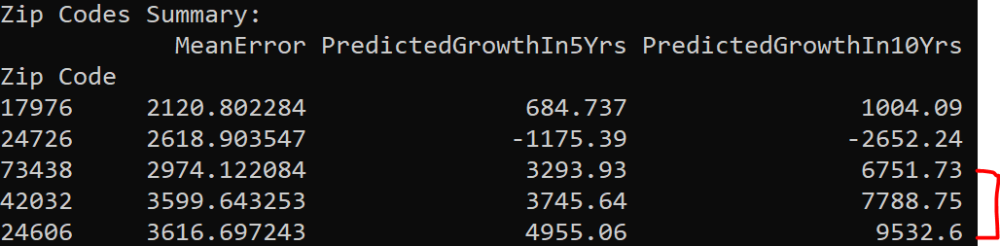 Zip Codes Summary:
MeanError PredictedGrowthIn5Yrs PredictedGrowthIn10Yrs
Zip Code
17976 2120.802284 684.737 1004.09
24726 2618.903547 -1175.39 -2652.24
73438 2974.122084 3293.93 6751.73
42032 3599.643253 3745.64 7788.75
24606 3616.697243 4955.06 9532.6